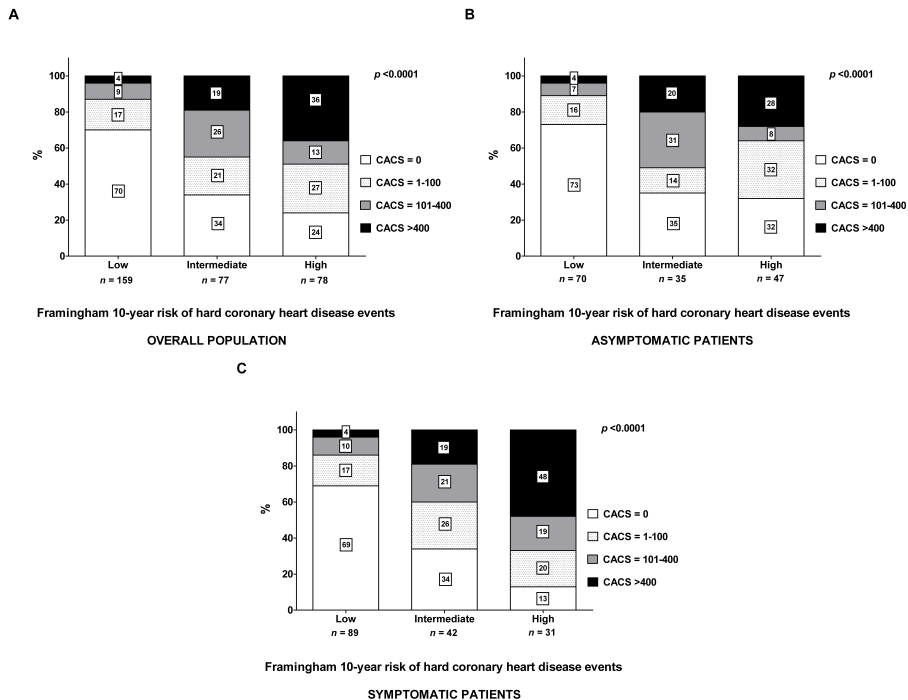 A
p <0.0001
%
100
80
60
40
20
0
4
9
17
70
19
26
21
34
36
13
27
24
CACS = 0
CACS = 1-100
CACS = 101-400
CACS >400
Low
Intermediate
High
n = 159
n = 77
n = 78
Framingham 10-year risk of hard coronary heart disease events
OVERALL POPULATION
B
p <0.0001
%
100
80
60
40
20
0
4
7
16
73
20
31
14
35
28
8
32
32
CACS = 0
CACS = 1-100
CACS = 101-400
CACS >400
Low
Intermediate
High
n = 70
n = 35
n = 47
Framingham 10-year risk of hard coronary heart disease events
ASYMPTOMATIC PATIENTS
C
p <0.0001
%
100
80
60
40
20
0
4
10
17
69
19
21
26
34
48
19
20
13
CACS = 0
CACS = 1-100
CACS = 101-400
CACS >400
Low
Intermediate
High
n = 89
n = 42
n = 31
Framingham 10-year risk of hard coronary heart disease events
SYMPTOMATIC PATIENTS